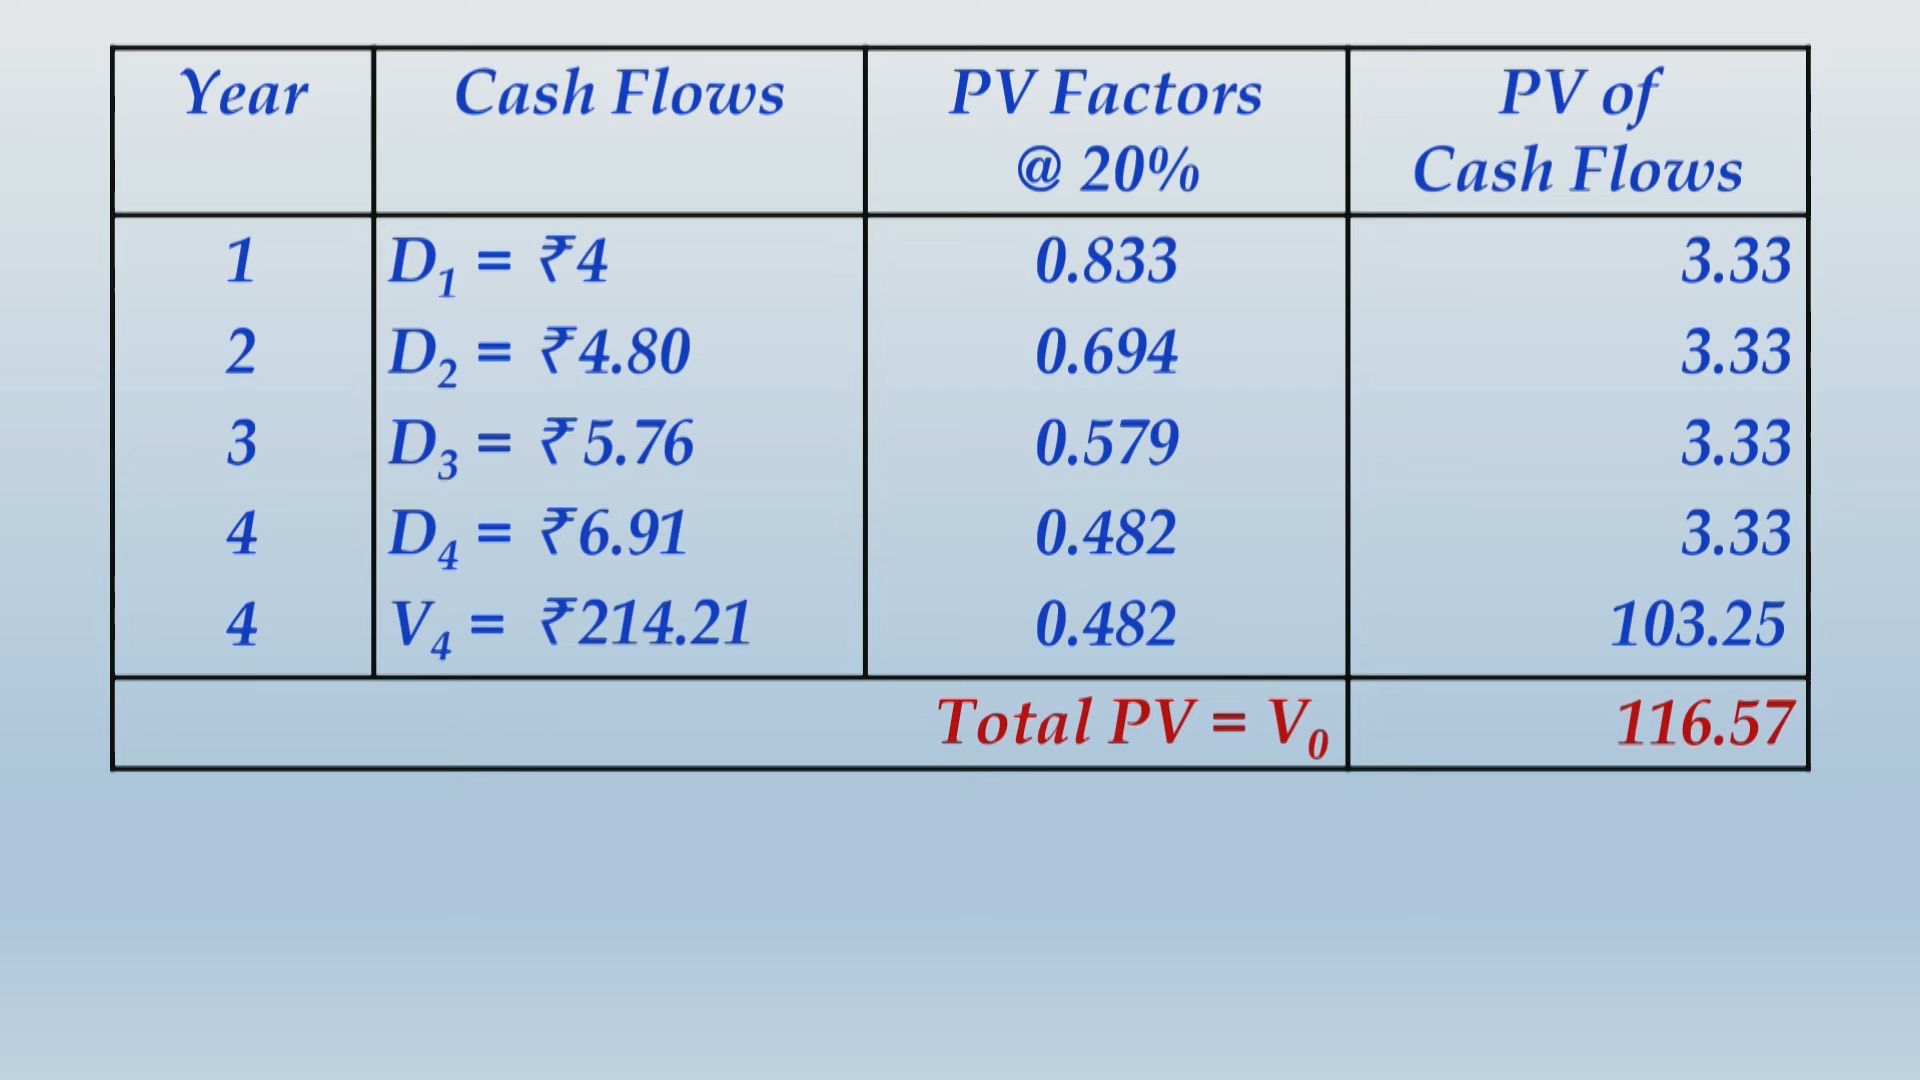 Year Cash Flows PV Factors PV of
@ 20% Cash Flows
1 D₁ = ₹4 0.833 3.33
2 D₂ = ₹4.80 0.694 3.33
3 D₃ = ₹5.76 0.579 3.33
4 D₄ = ₹6.91 0.482 3.33
4 V₄ = ₹214.21 0.482 103.25
Total PV = V₀ 116.57